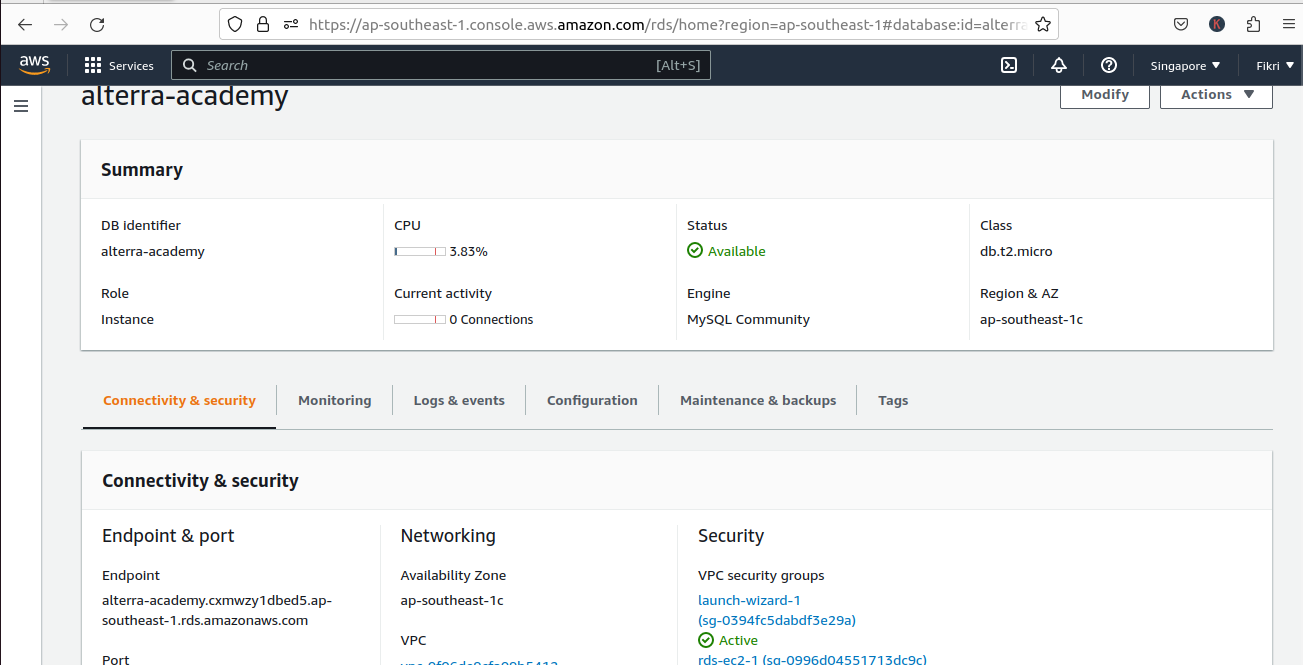 https://ap-southeast-1.console.aws.amazon.com/rds/home?region=ap-southeast-1#database:id=alterra
K
aws Services Search [Alt+S] Singapore Fikri
alterra-academy Modify Actions
Summary
DB identifier
alterra-academy
CPU
3.83%
Status
Available
Class
db.t2.micro
Role
Instance
Current activity
0 Connections
Engine
MySQL Community
Region & AZ
ap-southeast-1c
Connectivity & security Monitoring Logs & events Configuration Maintenance & backups Tags
Connectivity & security
Endpoint & port
Endpoint
alterra-academy.cxmwzy1dbed5.ap-
southeast-1.rds.amazonaws.com
Port
Networking
Availability Zone
ap-southeast-1c
VPC
Security
VPC security groups
launch-wizard-1
(sg-0394fc5dabdf3e29a)
Active
rds-ec2-1 (sg-0996d04551713dc9c)